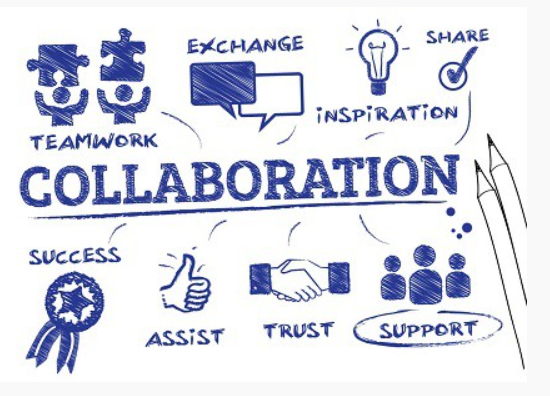 EXCHANGE
SHARE
iNSPiRATiON
TEAMWORK
COLLABORATION
SUCCESS
ASSiST
TRUST
SUPPORT